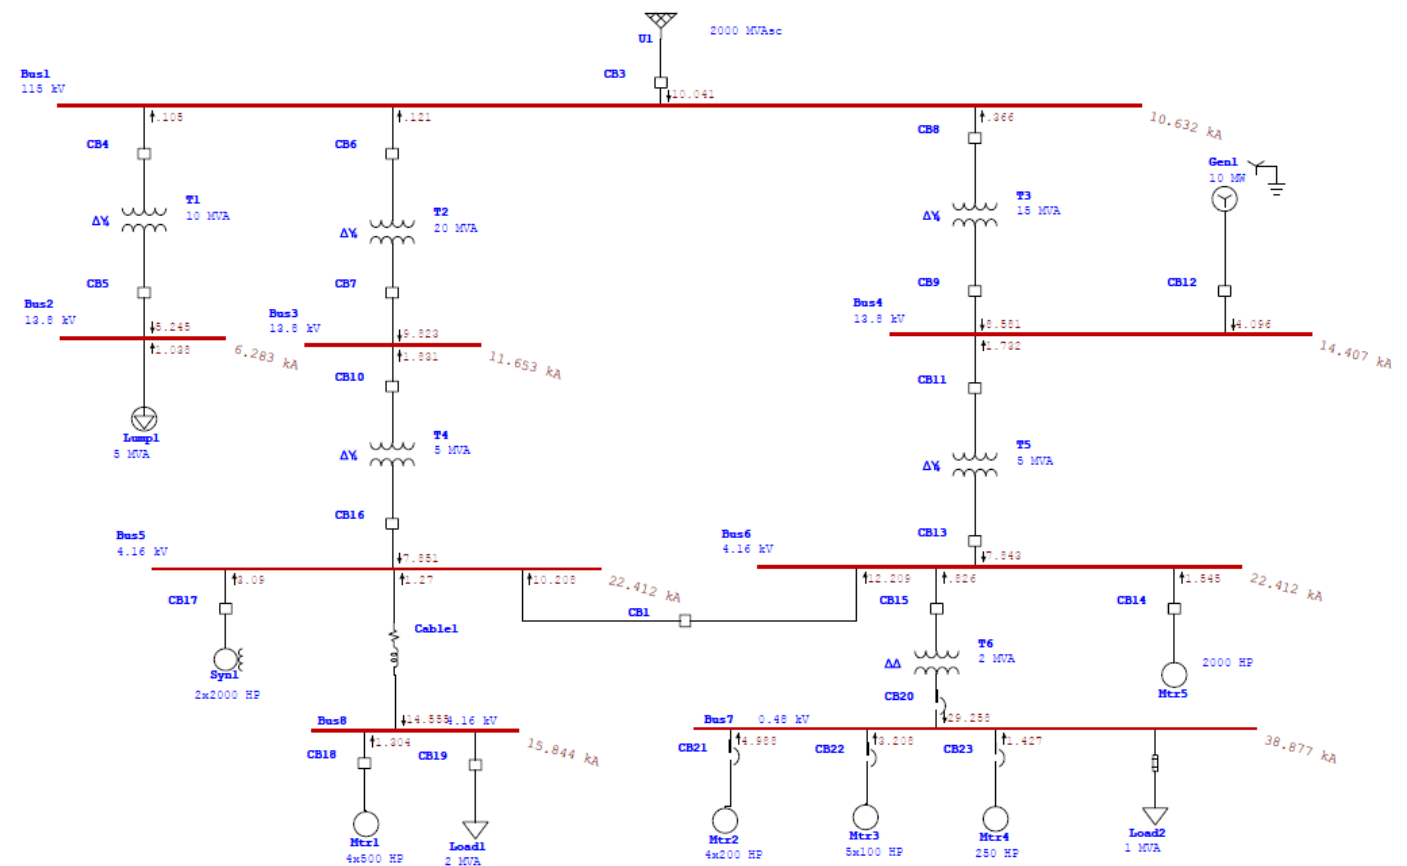 U1
2000 MVAsc
CB3
10.041
Bus1
115 kV
10.632 kA
.105
.121
.366
CB4
CB6
CB8
Gen1
10 MW
T1
10 MVA
T2
20 MVA
T3
15 MVA
CB5
CB7
CB9
CB12
Bus2
13.8 kV
Bus3
13.8 kV
Bus4
13.8 kV
5.245
1.038
6.283 kA
9.823
1.831
11.653 kA
8.581
1.732
4.096
14.407 kA
CB10
CB11
Lump1
5 MVA
T4
5 MVA
T5
5 MVA
CB16
CB13
Bus5
4.16 kV
Bus6
4.16 kV
7.851
7.843
3.09
1.27
10.208
22.412 kA
12.209
.826
1.545
22.412 kA
CB17
CB1
CB15
CB14
Cable1
T6
2 MVA
ΔΔ
Syn1
2x2000 HP
2000 HP
Mtr5
CB20
Bus8
14.585
4.16 kV
15.844 kA
Bus7
0.48 kV
29.258
38.877 kA
CB18
1.304
CB19
CB21
4.988
CB22
3.208
CB23
1.427
Mtr1
4x500 HP
Load1
2 MVA
Mtr2
4x200 HP
Mtr3
5x100 HP
Mtr4
250 HP
Load2
1 MVA